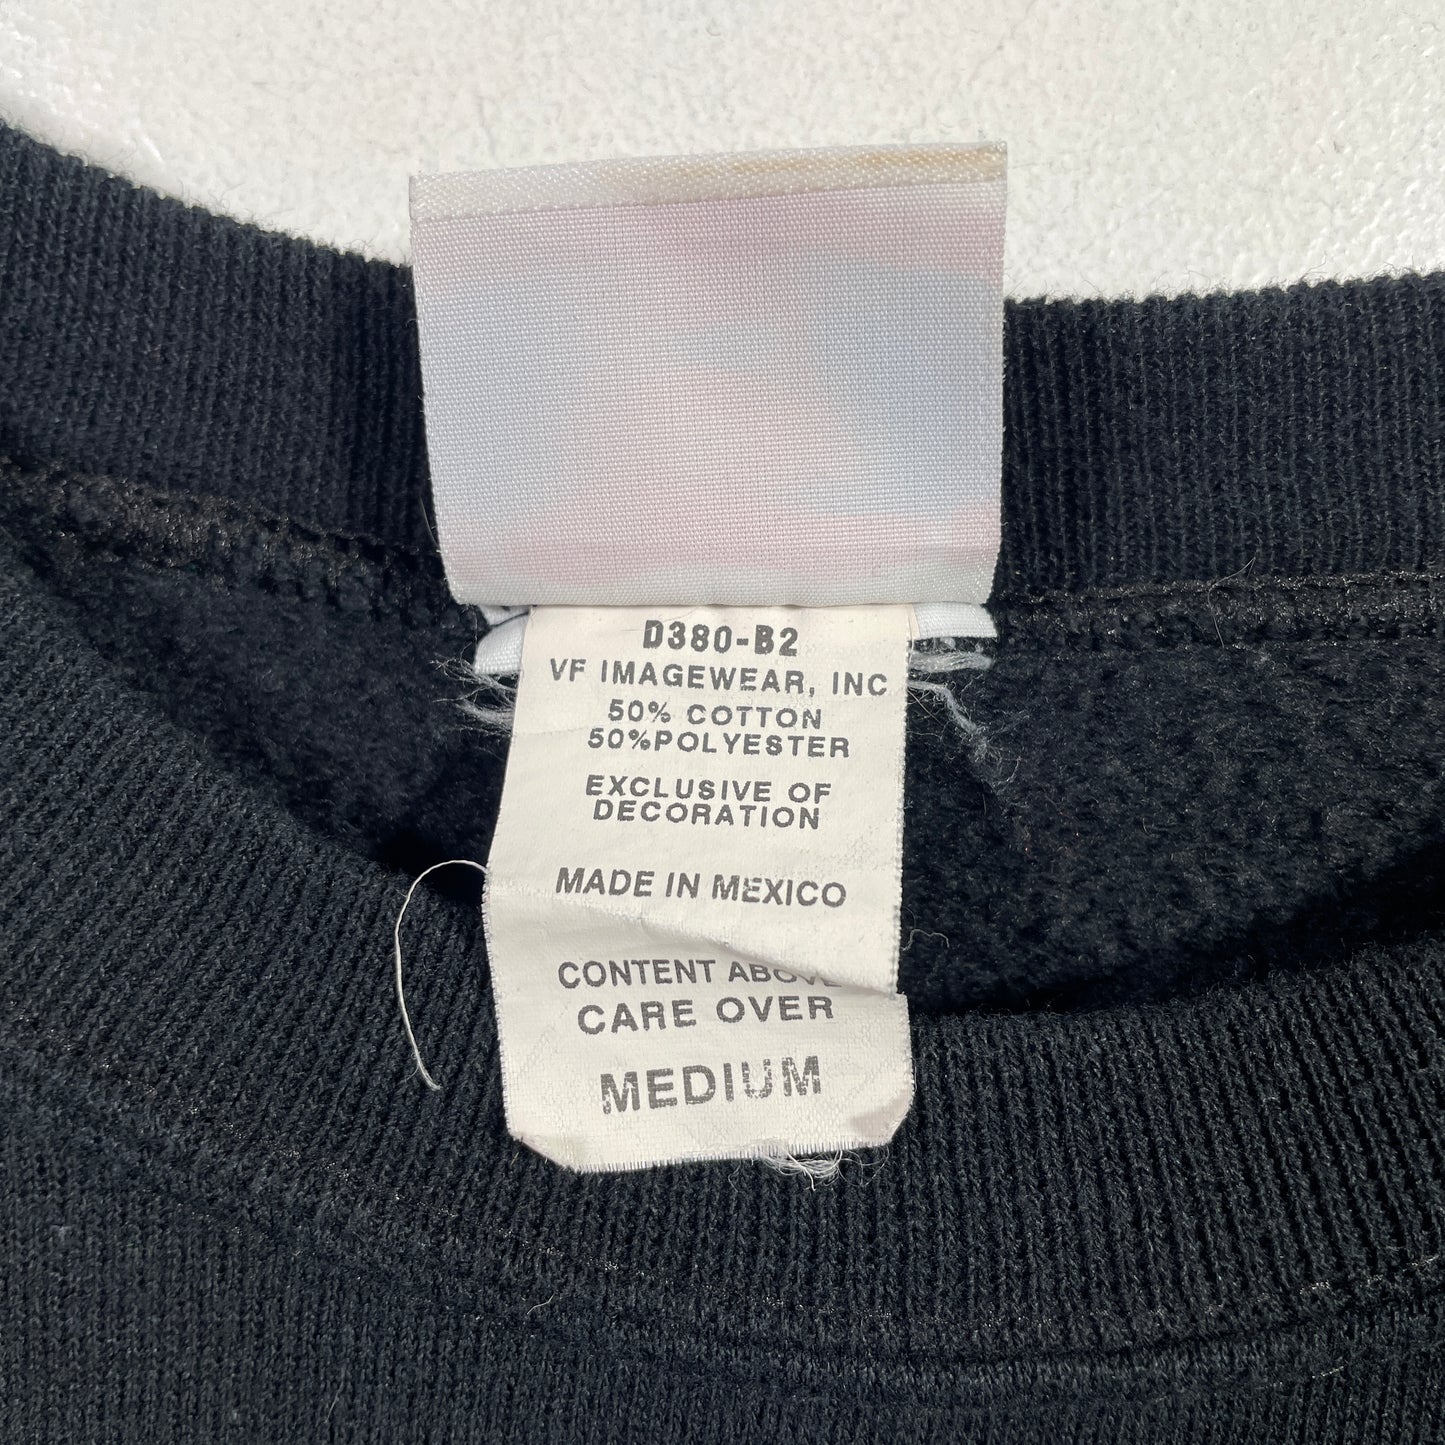 D380-B2
VF IMAGEWEAR, INC
50% COTTON
50%POLYESTER
EXCLUSIVE OF
DECORATION
MADE IN MEXICO
CONTENT ABOVE
CARE OVER
MEDIUM